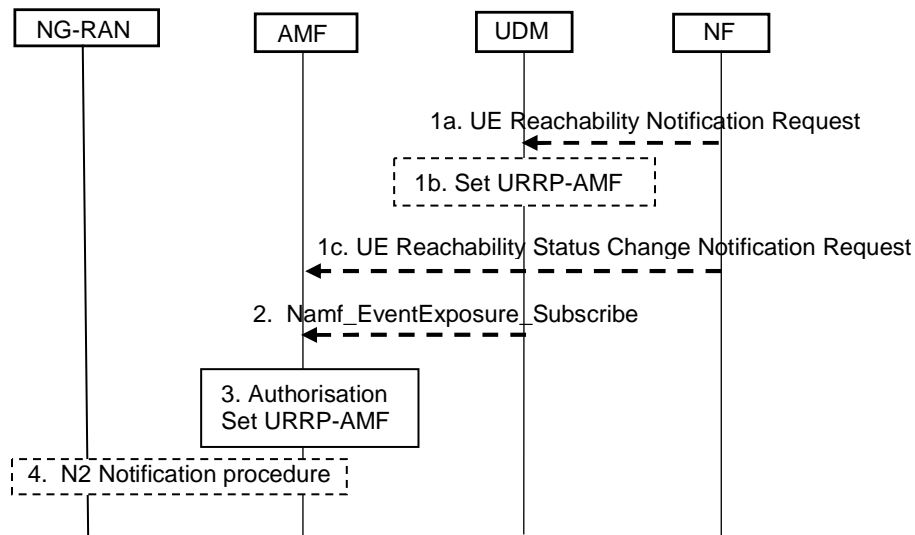 NG-RAN
AMF
UDM
NF
1a. UE Reachability Notification Request
1b. Set URRP-AMF
1c. UE Reachability Status Change Notification Request
2. Namf_EventExposure_Subscribe
3. Authorisation
Set URRP-AMF
4. N2 Notification procedure